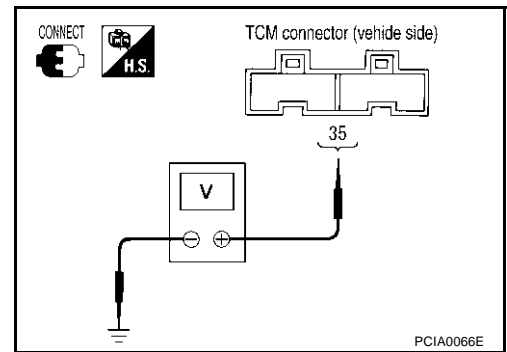 CONNECT
H.S.
TCM connector (vehide side)
35
V
− +
PCIA0066E